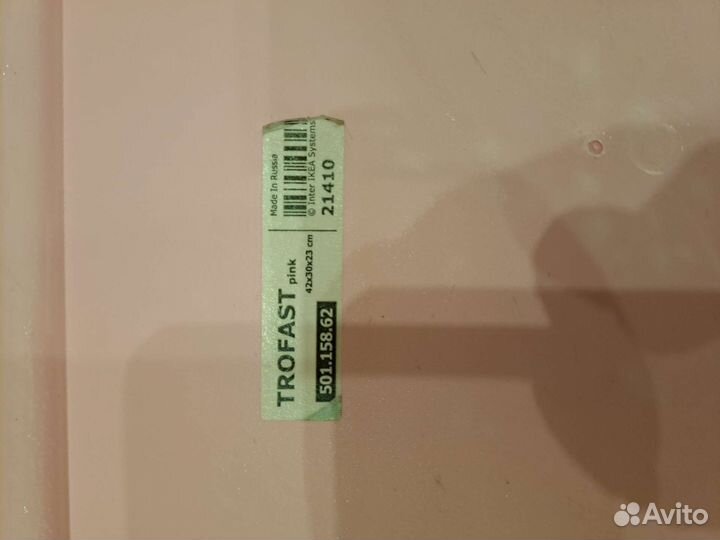 TROFAST
pink
42x30x23 cm
501.158.62
Made In Russia
© Inter IKEA Systems
21410
Avito